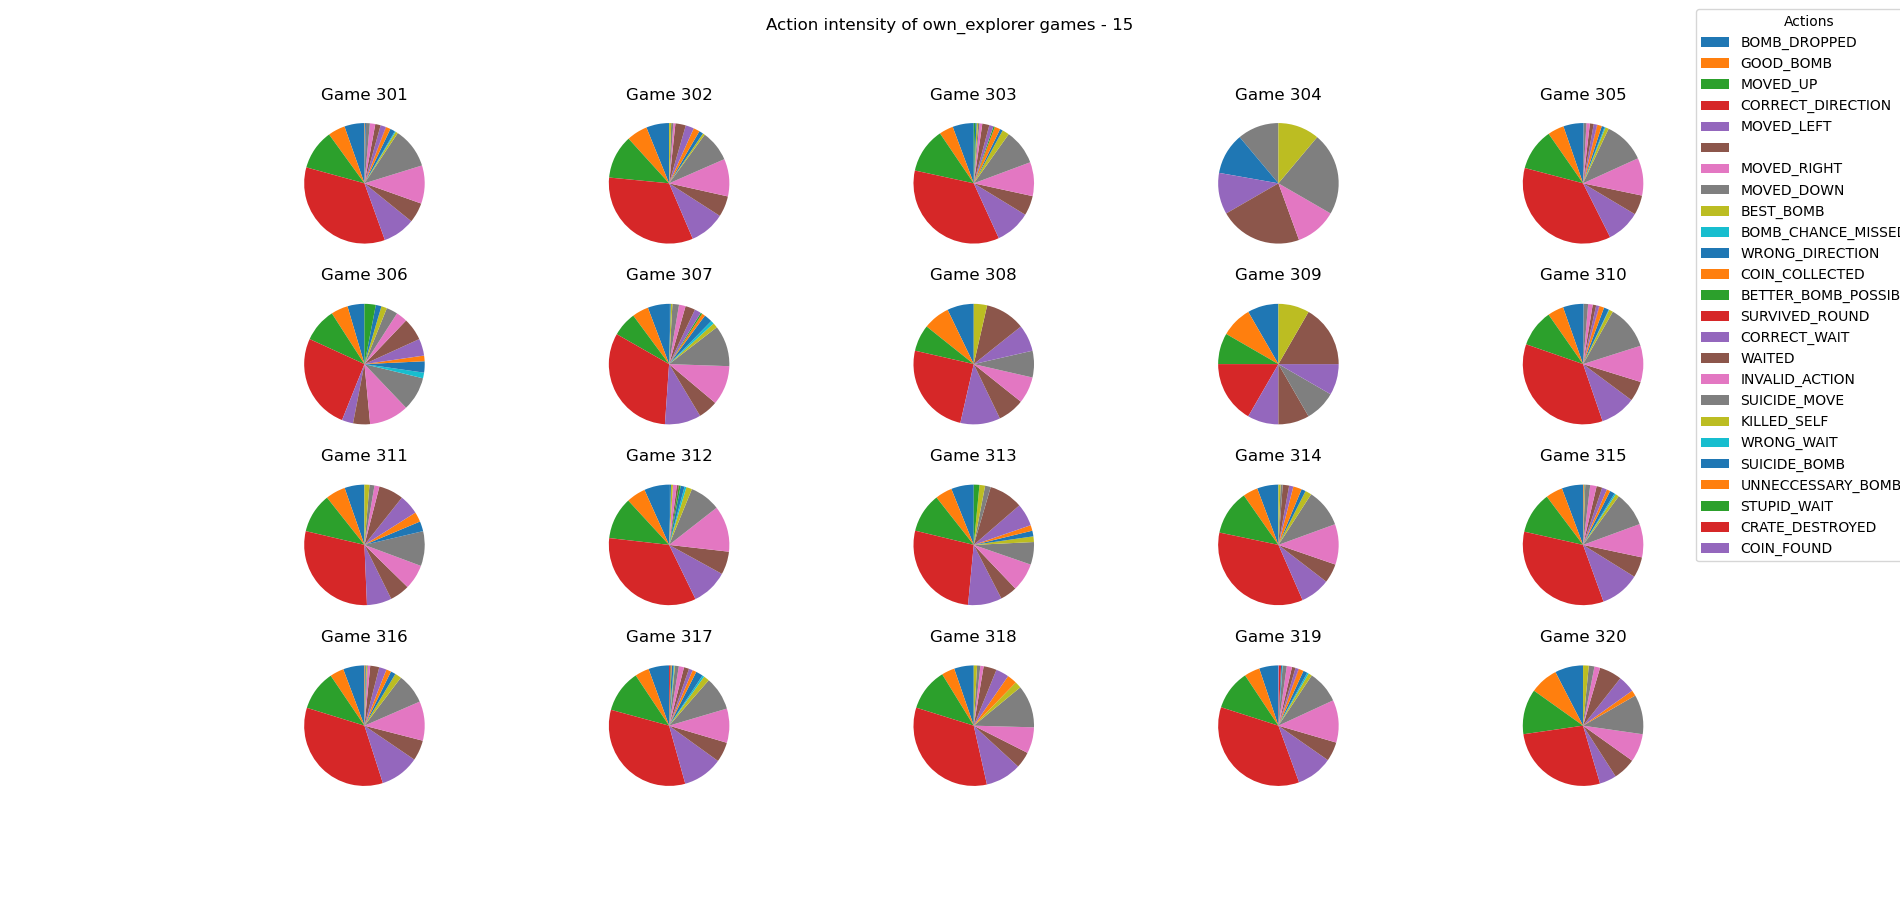 Action intensity of own_explorer games - 15
Game 301
Game 302
Game 303
Game 304
Game 305
Game 306
Game 307
Game 308
Game 309
Game 310
Game 311
Game 312
Game 313
Game 314
Game 315
Game 316
Game 317
Game 318
Game 319
Game 320
Actions
BOMB_DROPPED
GOOD_BOMB
MOVED_UP
CORRECT_DIRECTION
MOVED_LEFT
MOVED_RIGHT
MOVED_DOWN
BEST_BOMB
BOMB_CHANCE_MISSED
WRONG_DIRECTION
COIN_COLLECTED
BETTER_BOMB_POSSIB
SURVIVED_ROUND
CORRECT_WAIT
WAITED
INVALID_ACTION
SUICIDE_MOVE
KILLED_SELF
WRONG_WAIT
SUICIDE_BOMB
UNNECCESSARY_BOMB
STUPID_WAIT
CRATE_DESTROYED
COIN_FOUND